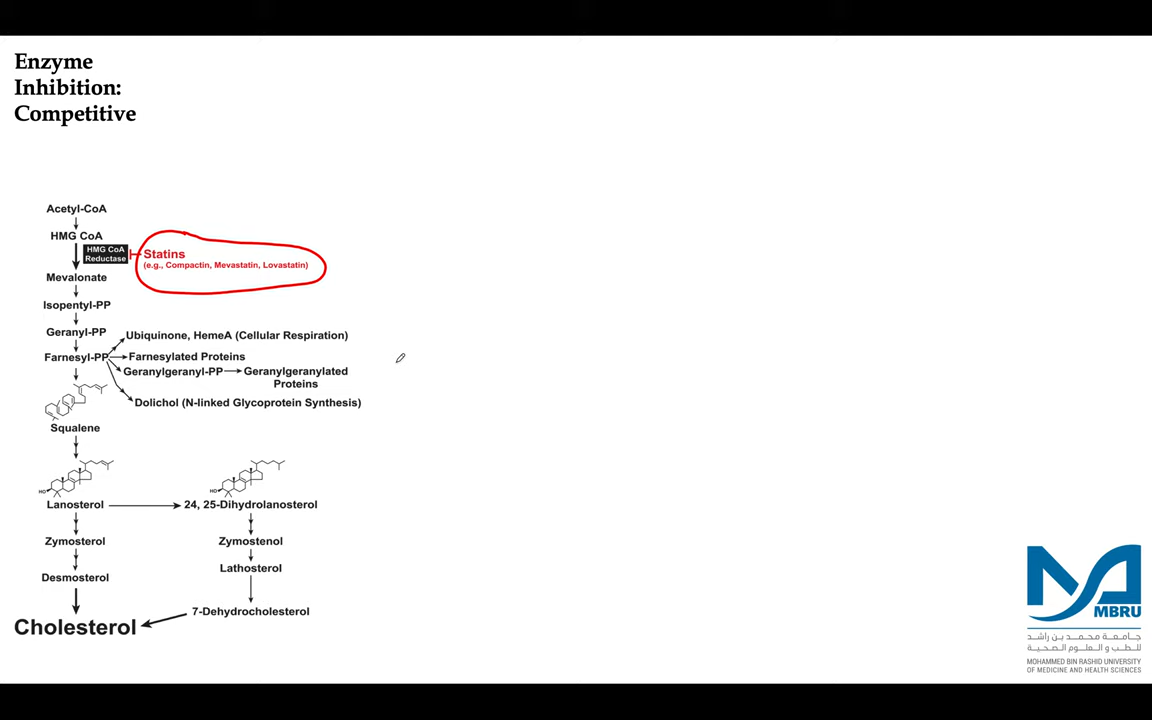 Enzyme
Inhibition:
Competitive
Acetyl-CoA
HMG CoA
HMG CoA
Reductase
Statins
(e.g., Compactin, Mevastatin, Lovastatin)
Mevalonate
Isopentyl-PP
Geranyl-PP
Ubiquinone, HemeA (Cellular Respiration)
Farnesyl-PP
Farnesylated Proteins
Geranylgeranyl-PP
Geranylgeranylated
Proteins
Dolichol (N-linked Glycoprotein Synthesis)
Squalene
HO
HO
Lanosterol
24, 25-Dihydrolanosterol
Zymosterol
Zymostenol
Lathosterol
Desmosterol
7-Dehydrocholesterol
Cholesterol
MBRU
جامعة محمد بن راشد
للطب و العلوم الصحية
MOHAMMED BIN RASHID UNIVERSITY
OF MEDICINE AND HEALTH SCIENCES